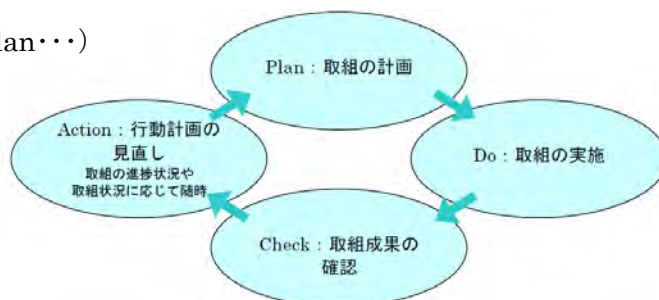 lan･･･）
Plan：取組の計画
Do：取組の実施
Check：取組成果の
確認
Action：行動計画の
見直し
取組の進捗状況や
取組状況に応じて随時